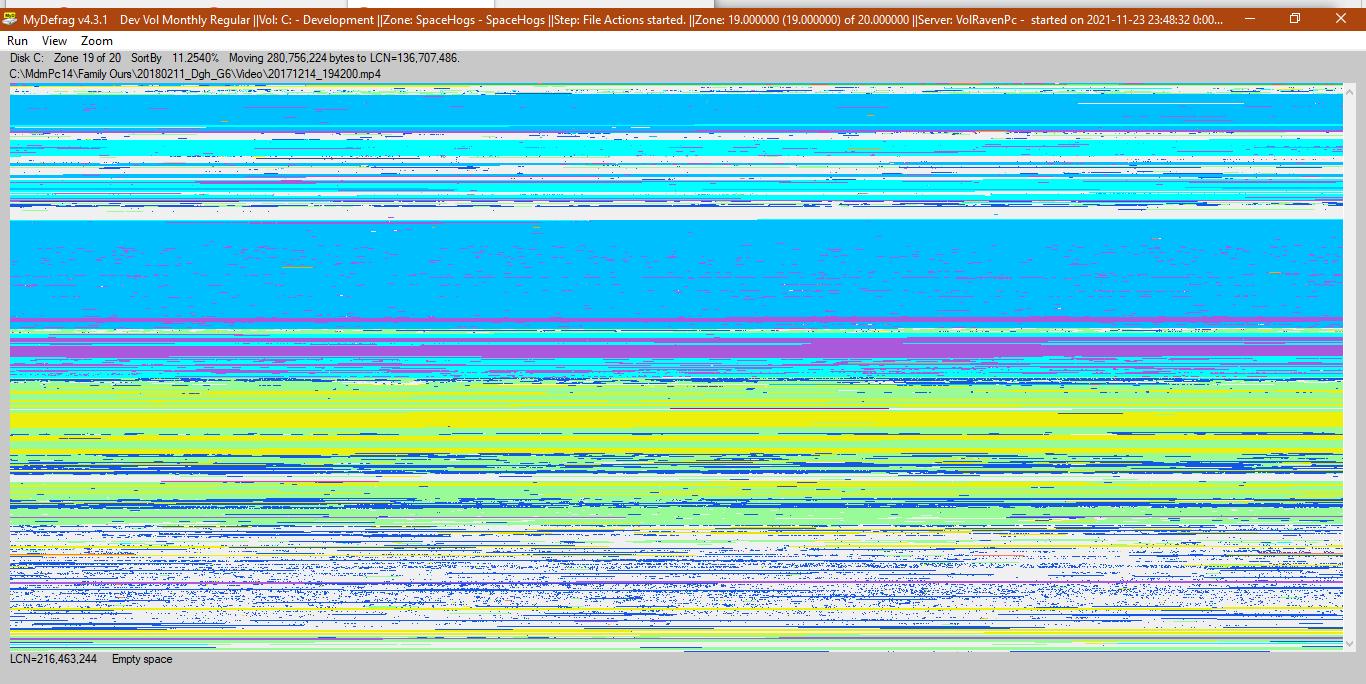 MyDefrag v4.3.1 Dev Vol Monthly Regular ||Vol: C: - Development ||Zone: SpaceHogs - SpaceHogs ||Step: File Actions started. ||Zone: 19.000000 (19.000000) of 20.000000 ||Server: VolRavenPc - started on 2021-11-23 23:48:32 0:00...
Run View Zoom
Disk C: Zone 19 of 20 SortBy 11.2540% Moving 280,756,224 bytes to LCN=136,707,486.
C:\MdmPc14\Family Ours\20180211_Dgh_G6\Video\20171214_194200.mp4
LCN=216,463,244 Empty space